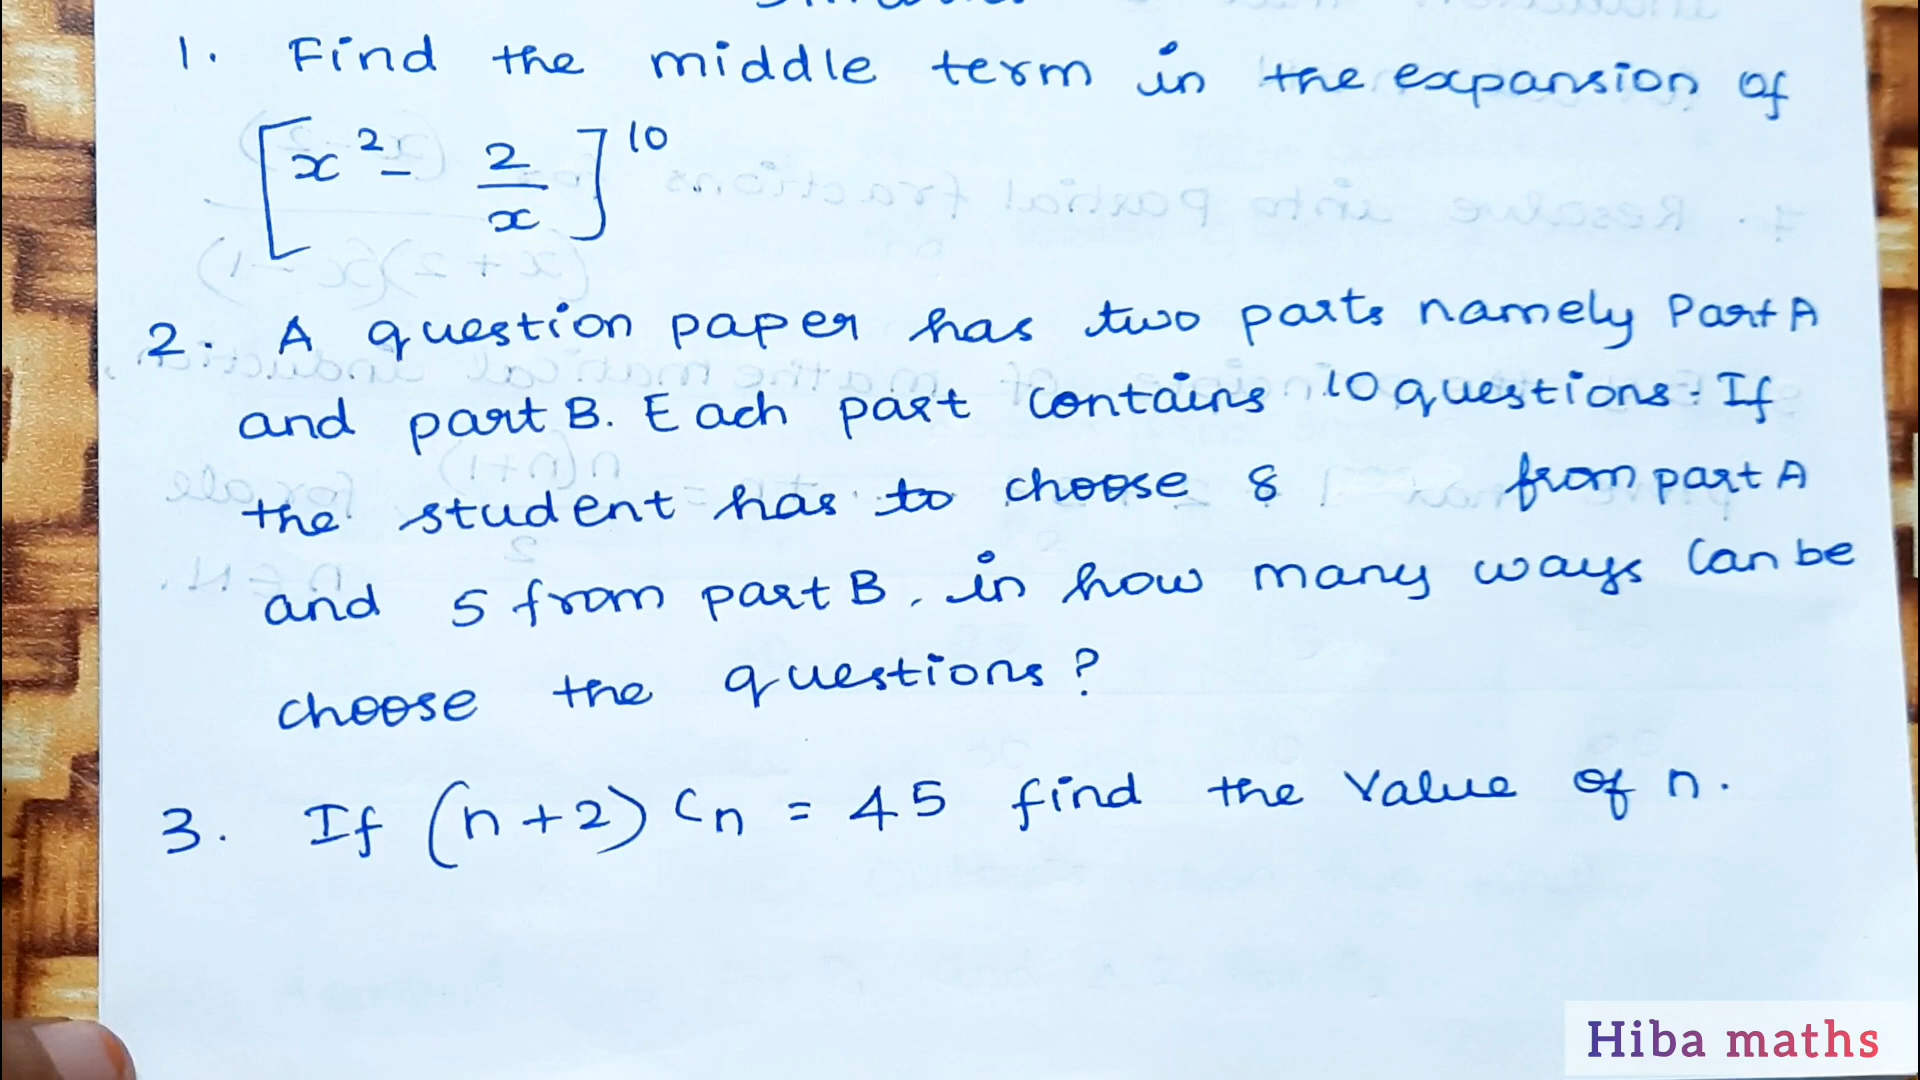 1. Find the middle term in the expansion of
[x² - 2/x]¹⁰
2. A question paper has two parts namely Part A
and part B. Each part contains 10 questions. If
the student has to choose 8 from part A
and 5 from part B, in how many ways can be
choose the questions?
3. If (n+2) Cn = 45 find the value of n.
Hiba maths